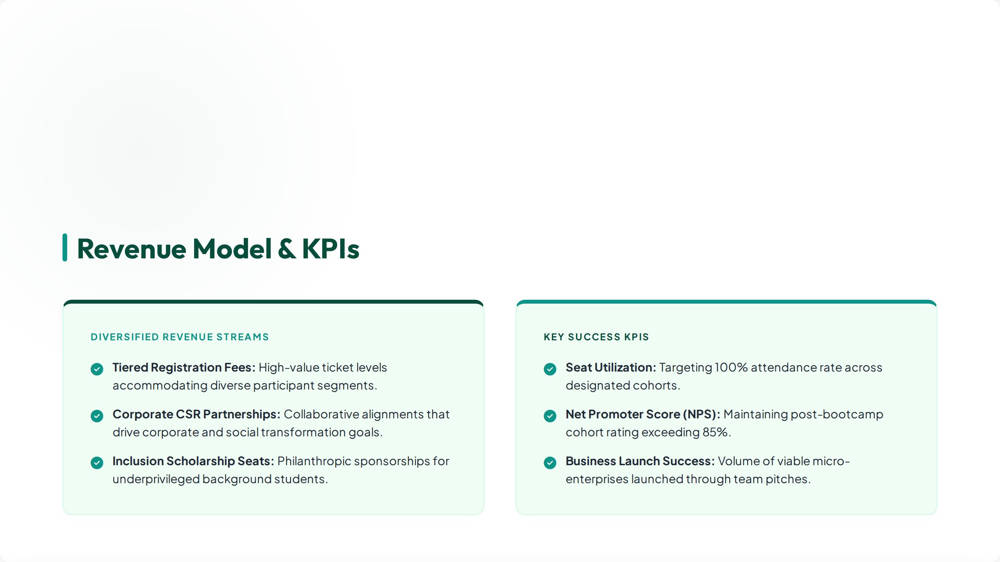 Revenue Model & KPIs
DIVERSIFIED REVENUE STREAMS
Tiered Registration Fees: High-value ticket levels
accommodating diverse participant segments.
Corporate CSR Partnerships: Collaborative alignments that
drive corporate and social transformation goals.
Inclusion Scholarship Seats: Philanthropic sponsorships for
underprivileged background students.
KEY SUCCESS KPIS
Seat Utilization: Targeting 100% attendance rate across
designated cohorts.
Net Promoter Score (NPS): Maintaining post-bootcamp
cohort rating exceeding 85%.
Business Launch Success: Volume of viable micro-
enterprises launched through team pitches.